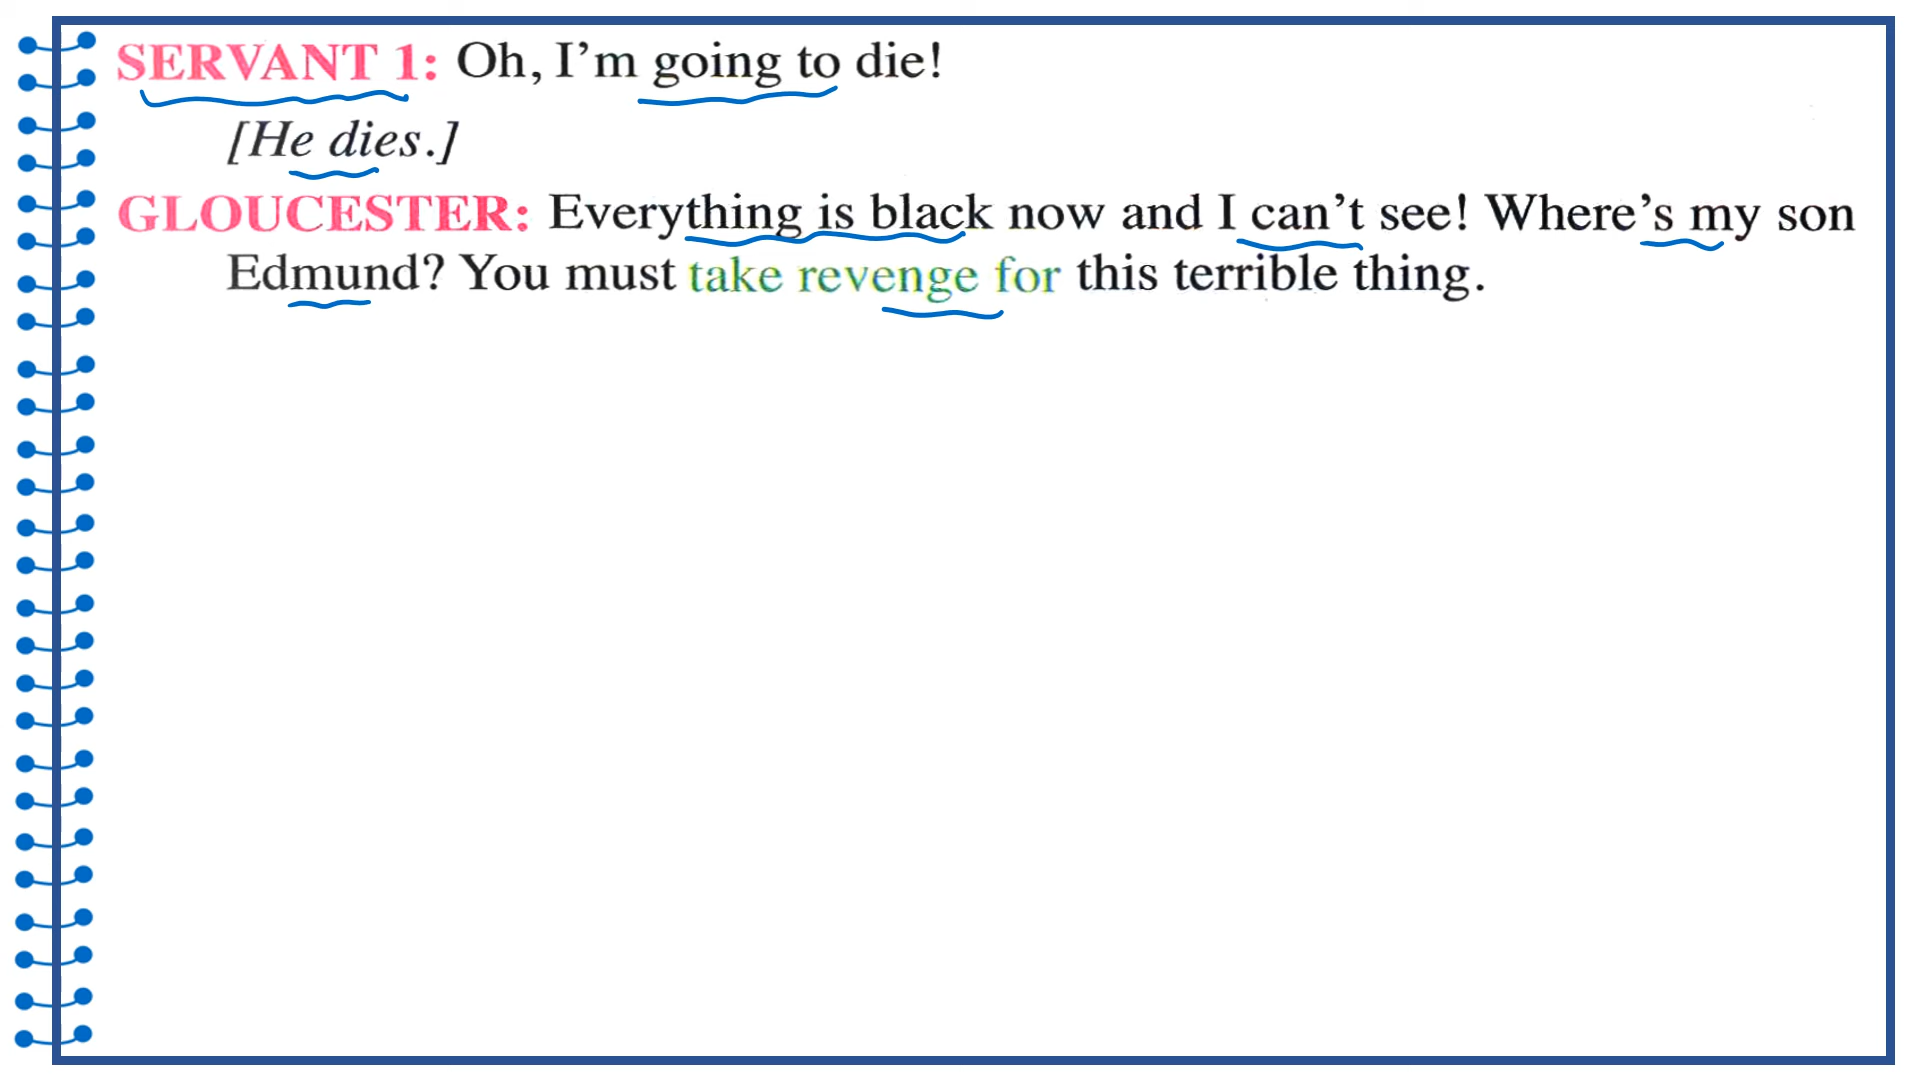 SERVANT 1: Oh, I’m going to die!
[He dies.]
GLOUCESTER: Everything is black now and I can’t see! Where’s my son
Edmund? You must take revenge for this terrible thing.